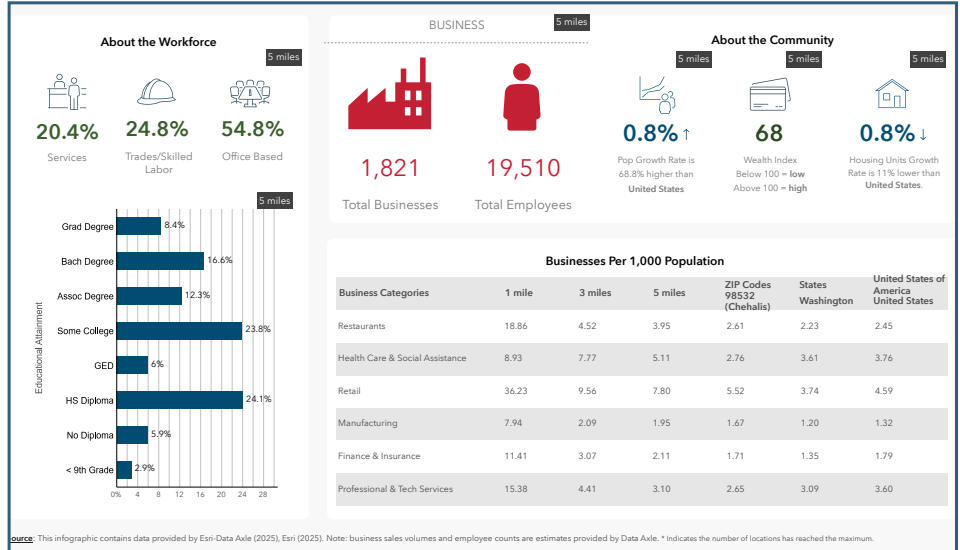 About the Workforce
5 miles
20.4%
Services
24.8%
Trades/Skilled
Labor
54.8%
Office Based
5 miles
Educational Attainment
Grad Degree
8.4%
Bach Degree
16.6%
Assoc Degree
12.3%
Some College
23.8%
GED
6%
HS Diploma
24.1%
No Diploma
5.9%
< 9th Grade
2.9%
0% 4 8 12 16 20 24 28
BUSINESS
5 miles
1,821
Total Businesses
19,510
Total Employees
About the Community
5 miles
0.8% ↑
Pop Growth Rate is
68.8% higher than
United States
5 miles
68
Wealth Index
Below 100 = low
Above 100 = high
5 miles
0.8% ↓
Housing Units Growth
Rate is 11% lower than
United States.
Businesses Per 1,000 Population
Business Categories
1 mile
3 miles
5 miles
ZIP Codes
98532
(Chehalis)
States
Washington
United States of
America
United States
Restaurants 18.86 4.52 3.95 2.61 2.23 2.45
Health Care & Social Assistance 8.93 7.77 5.11 2.76 3.61 3.76
Retail 36.23 9.56 7.80 5.52 3.74 4.59
Manufacturing 7.94 2.09 1.95 1.67 1.20 1.32
Finance & Insurance 11.41 3.07 2.11 1.71 1.35 1.79
Professional & Tech Services 15.38 4.41 3.10 2.65 3.09 3.60
ource: This infographic contains data provided by Esri-Data Axle (2025), Esri (2025). Note: business sales volumes and employee counts are estimates provided by Data Axle. * Indicates the number of locations has reached the maximum.